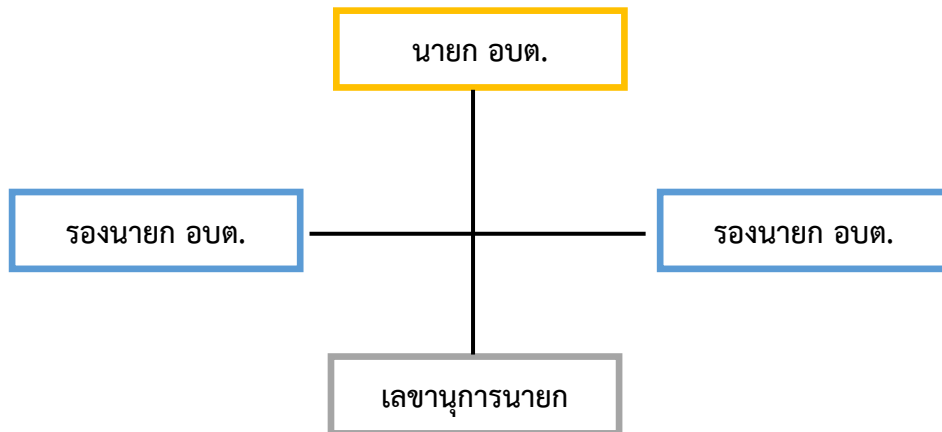 นายก อบต.
รองนายก อบต.
รองนายก อบต.
เลขานุการนายก